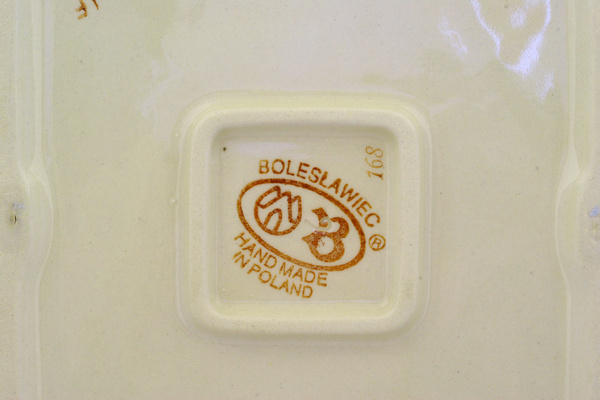 BOLESŁAWIEC ®
HAND MADE
IN POLAND
168